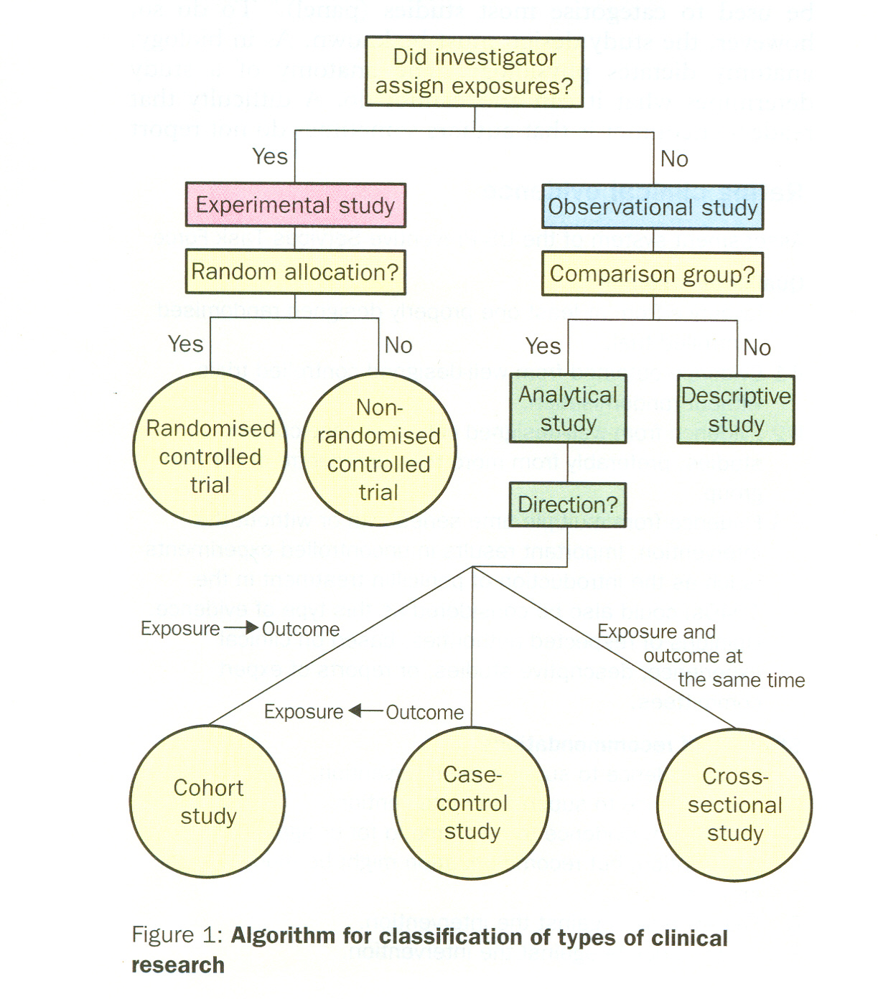 Did investigator
assign exposures?
Yes
No
Experimental study
Observational study
Random allocation?
Comparison group?
Yes
No
Yes
No
Randomised
controlled
trial
Non-
randomised
controlled
trial
Analytical
study
Descriptive
study
Direction?
Exposure → Outcome
Exposure and
outcome at
the same time
Exposure ← Outcome
Cohort
study
Case-
control
study
Cross-
sectional
study
Figure 1: Algorithm for classification of types of clinical
research